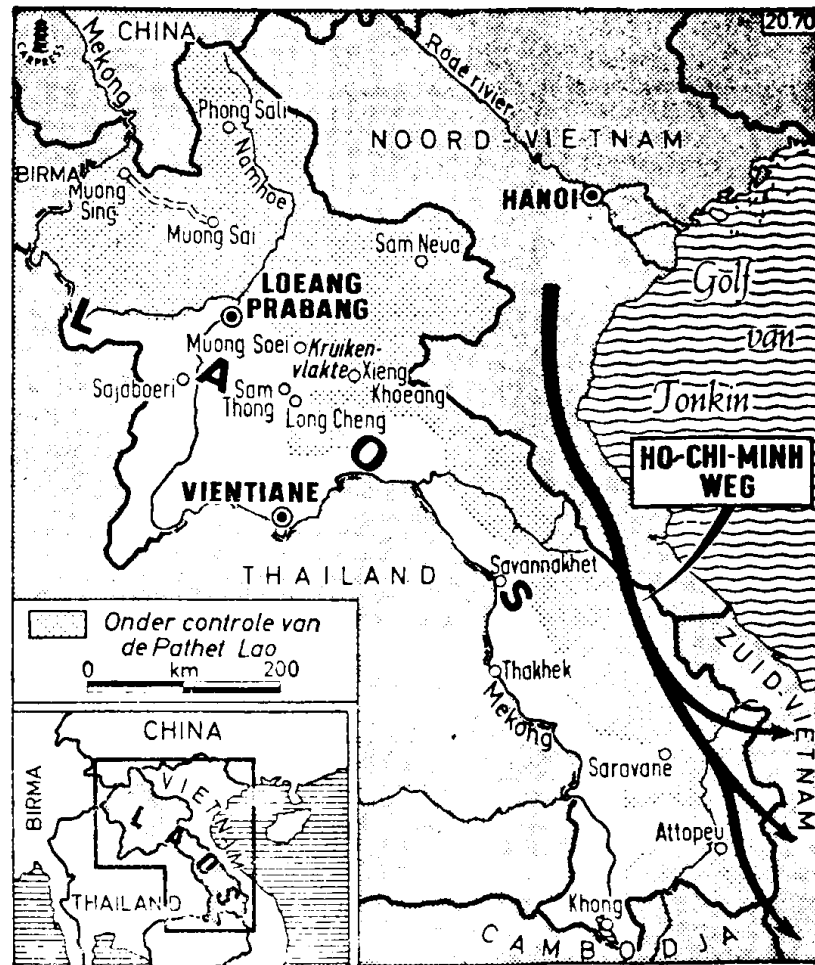 CARPRESS
CHINA
20.70
Mekong
Rode rivier
Phong Sali
Namhoe
NOORD-VIETNAM
BIRMA
Muong
Sing
HANOI
Muong Sai
Sam Neua
Golf
van
Tonkin
LOEANG
PRABANG
LAOS
Muong Soei
Kruiken-
vlakte
Xieng
Khoeang
Sajaboeri
Sam
Thong
Long Cheng
HO-CHI-MINH
WEG
VIENTIANE
THAILAND
Savannakhet
Onder controle van
de Pathet Lao
0 km 200
Thakhek
Mekong
ZUID-VIETNAM
Saravane
Attopeu
Khong
CAMBODJA
CHINA
BIRMA
VIETNAM
LAOS
THAILAND